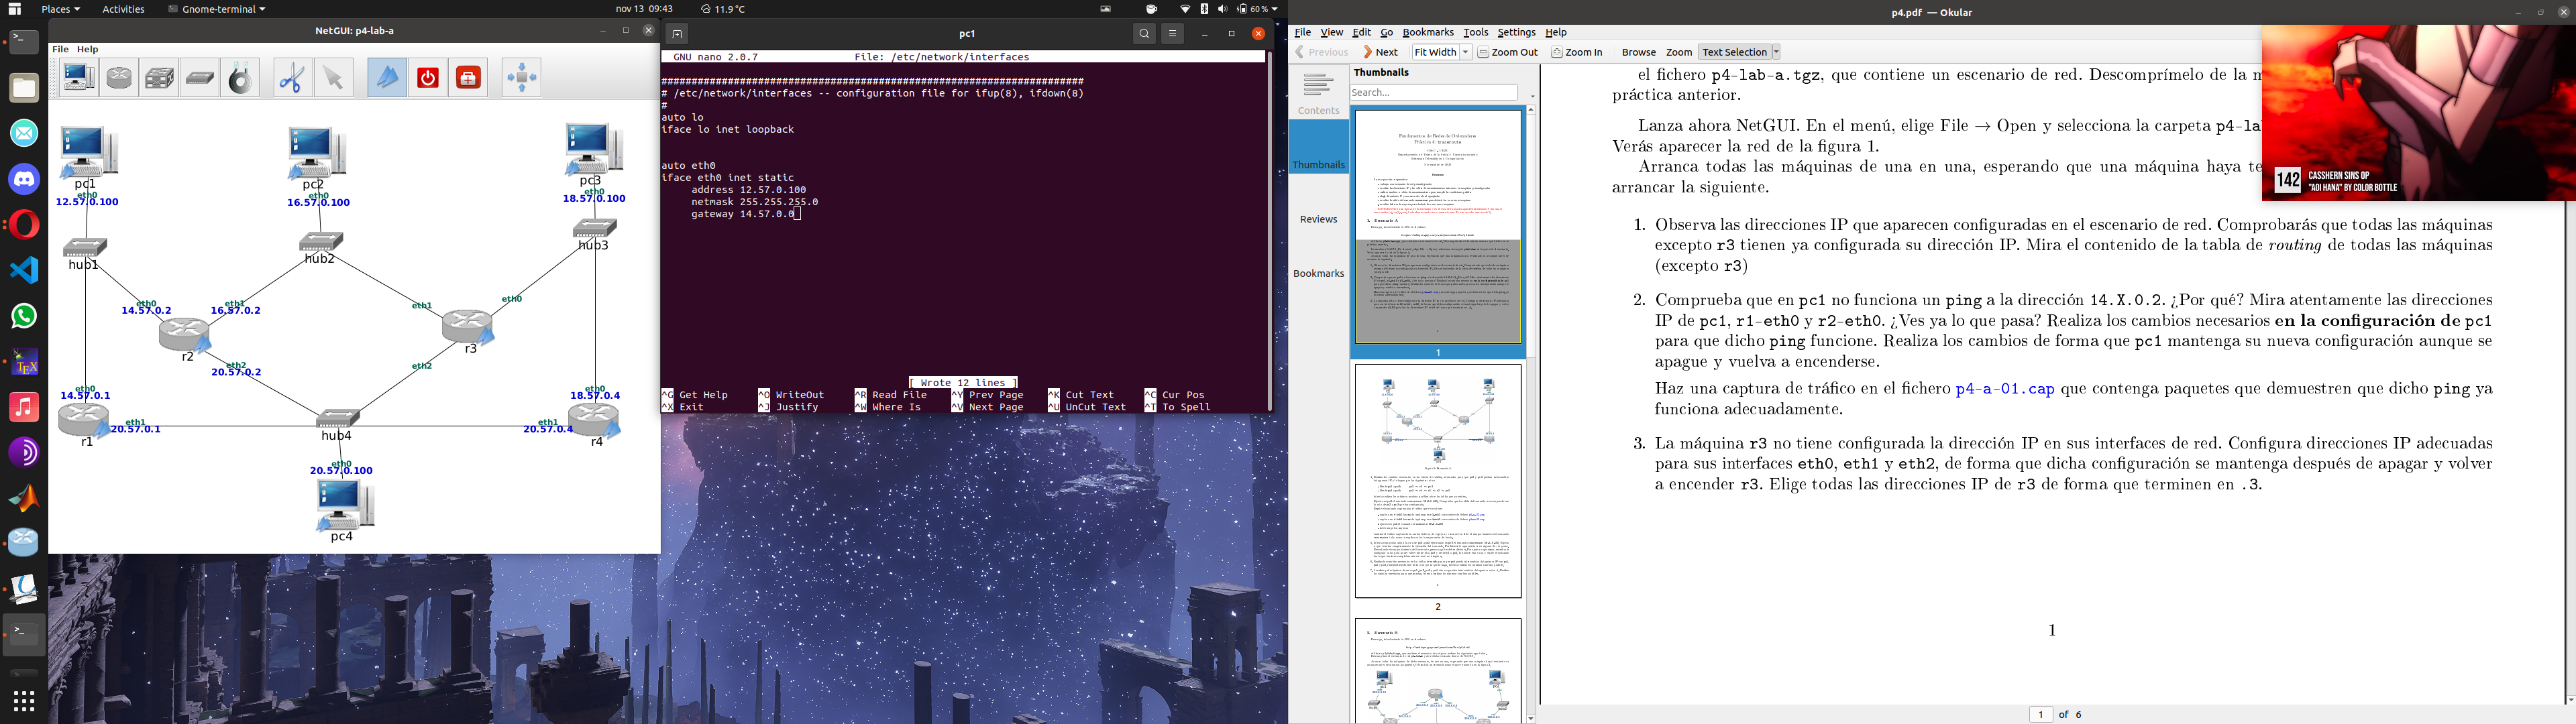 Places
Activities
Gnome-terminal
nov 13 09:43
11.9 °C
60 %
NetGUI: p4-lab-a
File Help
pc1
eth0
12.57.0.100
pc2
eth0
16.57.0.100
pc3
eth0
18.57.0.100
hub1
hub2
hub3
eth0
14.57.0.2
eth1
16.57.0.2
eth1
eth0
r2
r3
eth2
20.57.0.2
eth2
eth0
14.57.0.1
eth0
18.57.0.4
r1
eth1
20.57.0.1
hub4
eth1
20.57.0.4
r4
eth0
20.57.0.100
pc4
pc1
GNU nano 2.0.7 File: /etc/network/interfaces
######################################################################
# /etc/network/interfaces -- configuration file for ifup(8), ifdown(8)
#
auto lo
iface lo inet loopback
auto eth0
iface eth0 inet static
address 12.57.0.100
netmask 255.255.255.0
gateway 14.57.0.0
[ Wrote 12 lines ]
^G Get Help ^O WriteOut ^R Read File ^Y Prev Page ^K Cut Text ^C Cur Pos
^X Exit ^J Justify ^W Where Is ^V Next Page ^U UnCut Text ^T To Spell
p4.pdf — Okular
File View Edit Go Bookmarks Tools Settings Help
Previous Next Fit Width Zoom Out Zoom In Browse Zoom Text Selection
Contents
Thumbnails
Reviews
Bookmarks
Thumbnails
Search...
1
2
el fichero p4-lab-a.tgz, que contiene un escenario de red. Descomprímelo de la m
práctica anterior.
Lanza ahora NetGUI. En el menú, elige File → Open y selecciona la carpeta p4-la
Verás aparecer la red de la figura 1.
Arranca todas las máquinas de una en una, esperando que una máquina haya te
arrancar la siguiente.
1. Observa las direcciones IP que aparecen configuradas en el escenario de red. Comprobarás que todas las máquinas
excepto r3 tienen ya configurada su dirección IP. Mira el contenido de la tabla de routing de todas las máquinas
(excepto r3)
2. Comprueba que en pc1 no funciona un ping a la dirección 14.X.0.2. ¿Por qué? Mira atentamente las direcciones
IP de pc1, r1-eth0 y r2-eth0. ¿Ves ya lo que pasa? Realiza los cambios necesarios en la configuración de pc1
para que dicho ping funcione. Realiza los cambios de forma que pc1 mantenga su nueva configuración aunque se
apague y vuelva a encenderse.
Haz una captura de tráfico en el fichero p4-a-01.cap que contenga paquetes que demuestren que dicho ping ya
funciona adecuadamente.
3. La máquina r3 no tiene configurada la dirección IP en sus interfaces de red. Configura direcciones IP adecuadas
para sus interfaces eth0, eth1 y eth2, de forma que dicha configuración se mantenga después de apagar y volver
a encender r3. Elige todas las direcciones IP de r3 de forma que terminen en .3.
1
1 of 6
142
CASSHERN SINS OP
"AOI HANA" BY COLOR BOTTLE